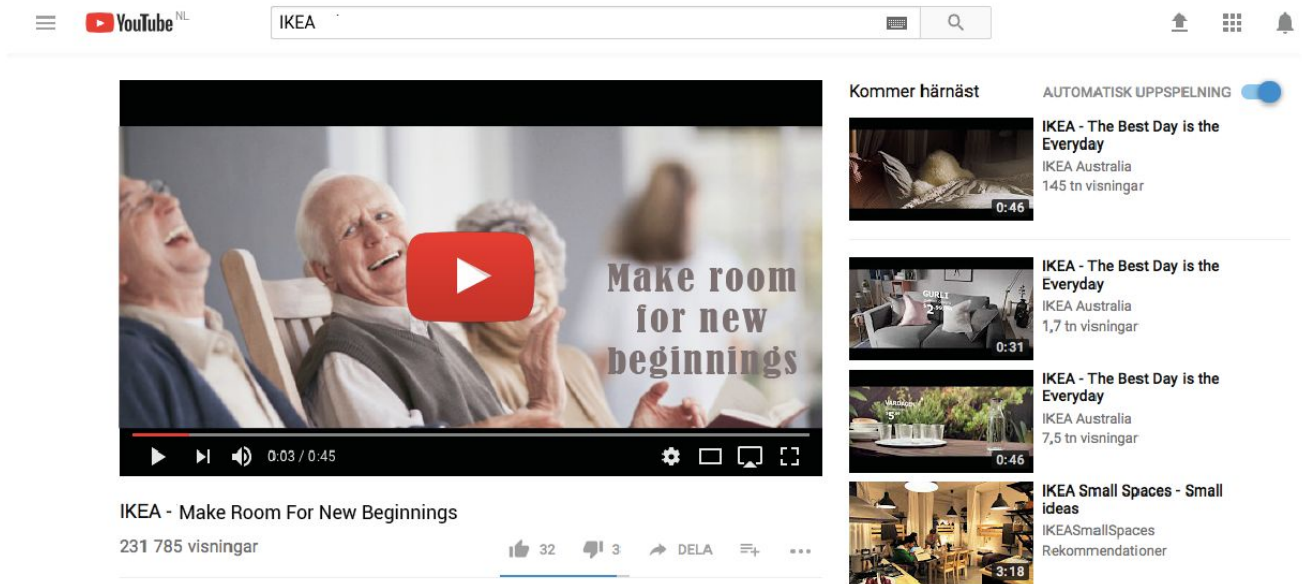 YouTube NL
IKEA
Make room
for new
beginnings
0:03 / 0:45
IKEA - Make Room For New Beginnings
231 785 visningar
32
3
DELA
Kommer härnäst
AUTOMATISK UPPSPELNING
IKEA - The Best Day is the
Everyday
IKEA Australia
145 tn visningar
0:46
IKEA - The Best Day is the
Everyday
IKEA Australia
1,7 tn visningar
GURLI
0:31
IKEA - The Best Day is the
Everyday
IKEA Australia
7,5 tn visningar
0:46
IKEA Small Spaces - Small
ideas
IKEASmallSpaces
Rekommendationer
3:18